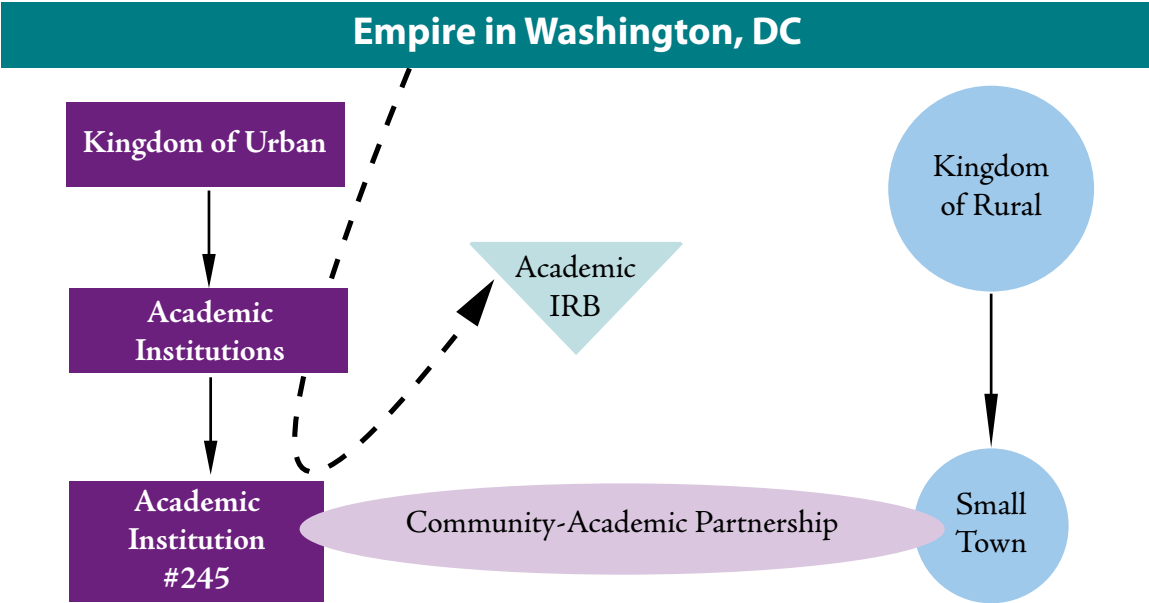 Empire in Washington, DC
Kingdom of Urban
Kingdom
of Rural
Academic
IRB
Academic
Institutions
Academic
Institution
#245
Community-Academic Partnership
Small
Town